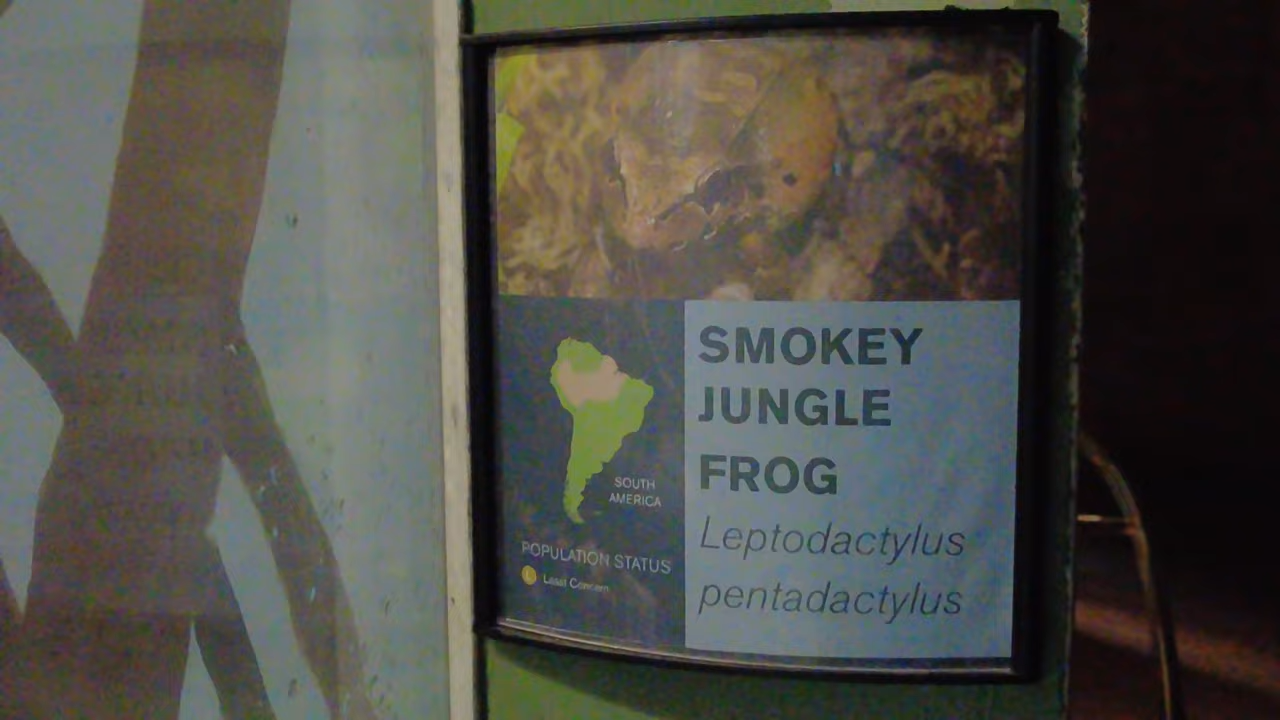 SMOKEY
JUNGLE
FROG
Leptodactylus
pentadactylus
SOUTH
AMERICA
POPULATION STATUS
L Least Concern